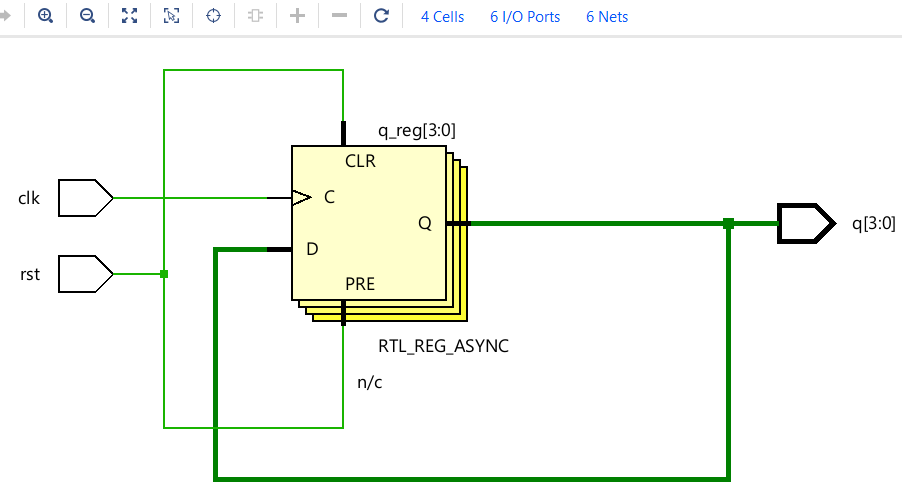 4 Cells 6 I/O Ports 6 Nets
q_reg[3:0]
CLR
clk
C
Q
q[3:0]
D
rst
PRE
RTL_REG_ASYNC
n/c